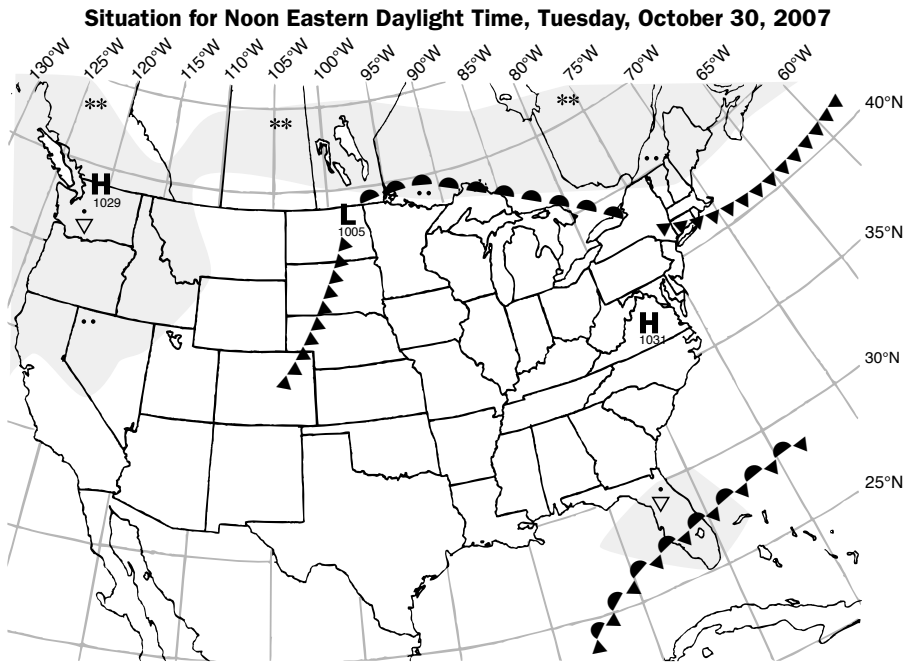 Situation for Noon Eastern Daylight Time, Tuesday, October 30, 2007
130°W 125°W 120°W 115°W 110°W 105°W 100°W 95°W 90°W 85°W 80°W 75°W 70°W 65°W 60°W
40°N
**
**
**
H
1029
L
1005
35°N
H
1031
30°N
25°N